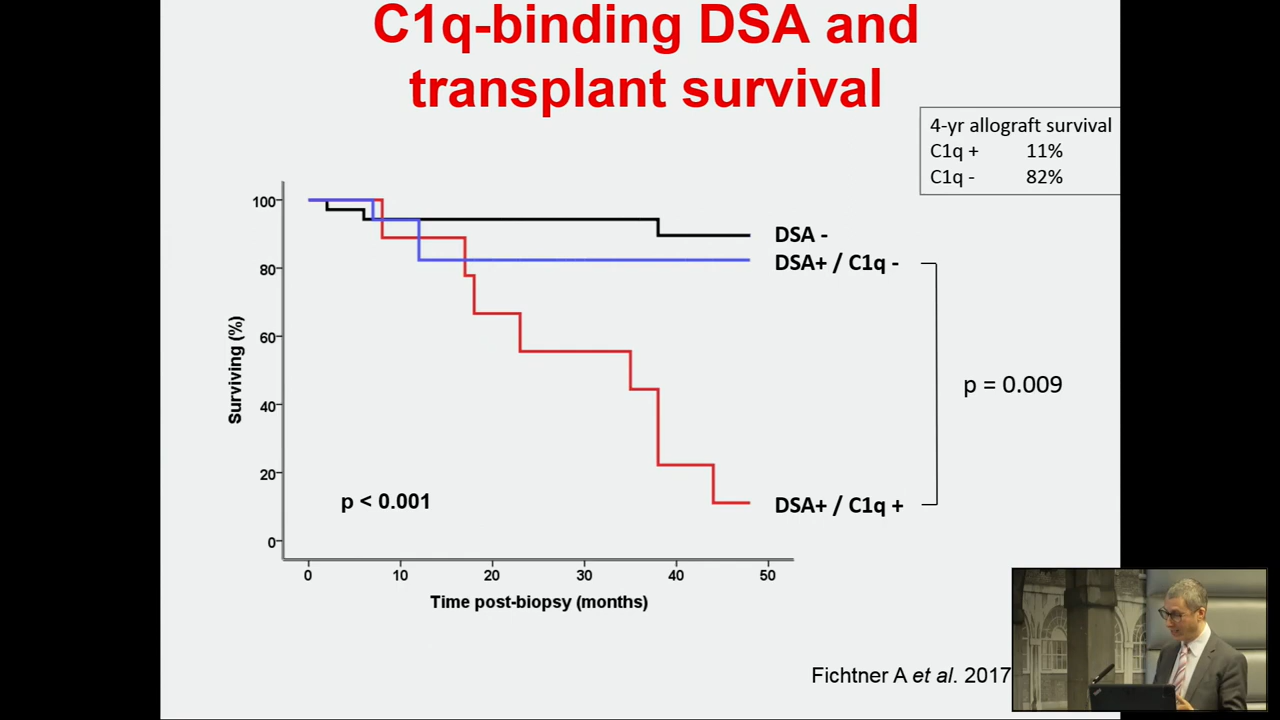 C1q-binding DSA and
transplant survival
4-yr allograft survival
C1q + 11%
C1q - 82%
100
80
60
40
20
0
Surviving (%)
DSA -
DSA+ / C1q -
p = 0.009
DSA+ / C1q +
p < 0.001
0 10 20 30 40 50
Time post-biopsy (months)
Fichtner A et al. 2017